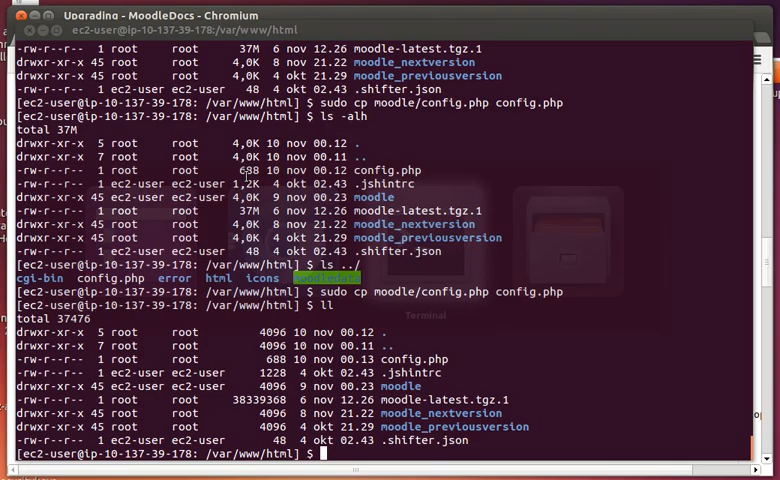 Upgrading - MoodleDocs - Chromium
ec2-user@ip-10-137-39-178: /var/www/html
-rw-r--r-- 1 root root 37M 6 nov 12.26 moodle-latest.tgz.1
drwxr-xr-x 45 root root 4,0K 8 nov 21.22 moodle_nextversion
drwxr-xr-x 45 root root 4,0K 4 okt 21.29 moodle_previousversion
-rw-r--r-- 1 ec2-user ec2-user 48 4 okt 02.43 .shifter.json
[ec2-user@ip-10-137-39-178: /var/www/html] $ sudo cp moodle/config.php config.php
[ec2-user@ip-10-137-39-178: /var/www/html] $ ls -alh
total 37M
drwxr-xr-x 5 root root 4,0K 10 nov 00.12 .
drwxr-xr-x 7 root root 4,0K 10 nov 00.11 ..
-rw-r--r-- 1 root root 688 10 nov 00.12 config.php
-rw-r--r-- 1 ec2-user ec2-user 1,2K 4 okt 02.43 .jshintrc
drwxr-xr-x 45 ec2-user ec2-user 4,0K 9 nov 00.23 moodle
-rw-r--r-- 1 root root 37M 6 nov 12.26 moodle-latest.tgz.1
drwxr-xr-x 45 root root 4,0K 8 nov 21.22 moodle_nextversion
drwxr-xr-x 45 root root 4,0K 4 okt 21.29 moodle_previousversion
-rw-r--r-- 1 ec2-user ec2-user 48 4 okt 02.43 .shifter.json
[ec2-user@ip-10-137-39-178: /var/www/html] $ ls ../
cgi-bin config.php error html icons moodledata
[ec2-user@ip-10-137-39-178: /var/www/html] $ sudo cp moodle/config.php config.php
[ec2-user@ip-10-137-39-178: /var/www/html] $ ll
Terminal
total 37476
drwxr-xr-x 5 root root 4096 10 nov 00.12 .
drwxr-xr-x 7 root root 4096 10 nov 00.11 ..
-rw-r--r-- 1 root root 688 10 nov 00.13 config.php
-rw-r--r-- 1 ec2-user ec2-user 1228 4 okt 02.43 .jshintrc
drwxr-xr-x 45 ec2-user ec2-user 4096 9 nov 00.23 moodle
-rw-r--r-- 1 root root 38339368 6 nov 12.26 moodle-latest.tgz.1
drwxr-xr-x 45 root root 4096 8 nov 21.22 moodle_nextversion
drwxr-xr-x 45 root root 4096 4 okt 21.29 moodle_previousversion
-rw-r--r-- 1 ec2-user ec2-user 48 4 okt 02.43 .shifter.json
[ec2-user@ip-10-137-39-178: /var/www/html] $